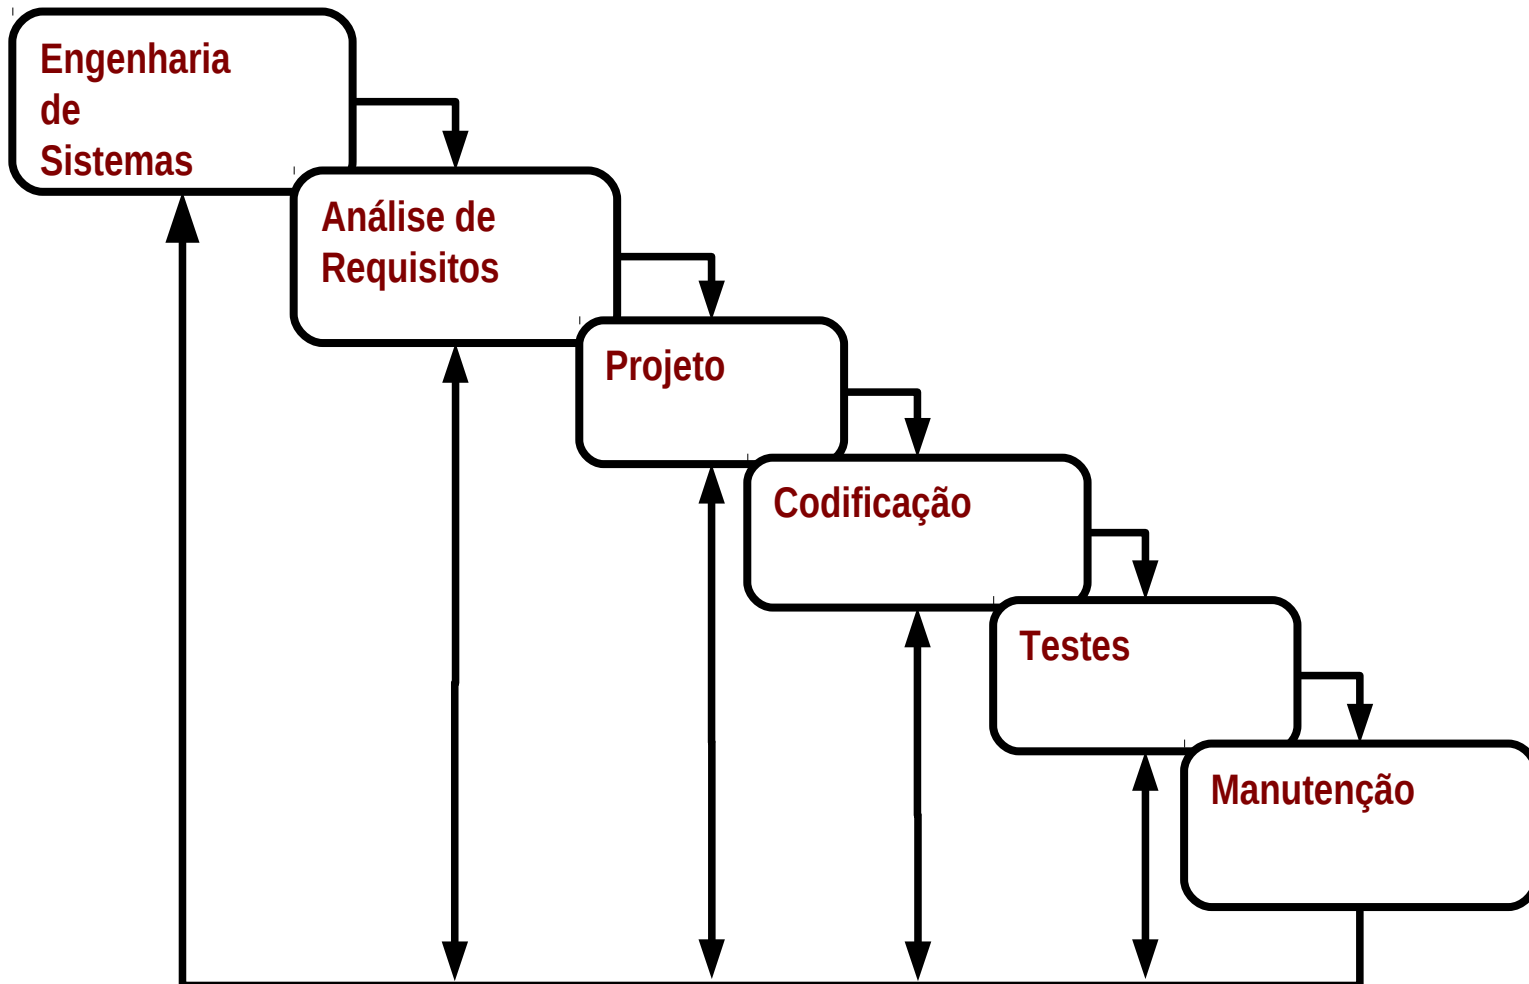 Engenharia
de
Sistemas
Análise de
Requisitos
Projeto
Codificação
Testes
Manutenção